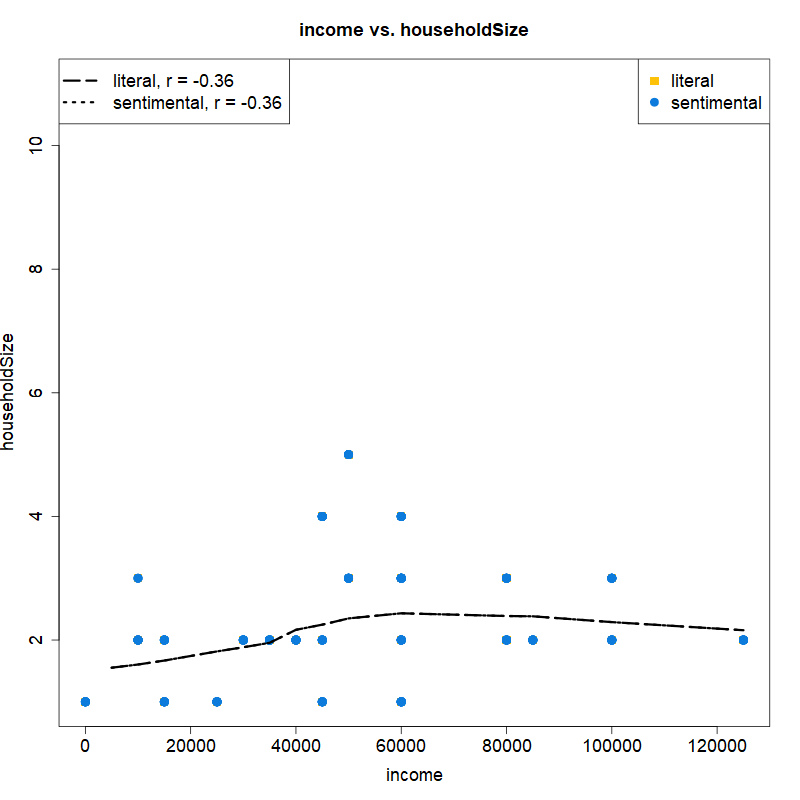 income vs. householdSize
literal, r = -0.36
sentimental, r = -0.36
literal
sentimental
householdSize
10
8
6
4
2
0 20000 40000 60000 80000 100000 120000
income